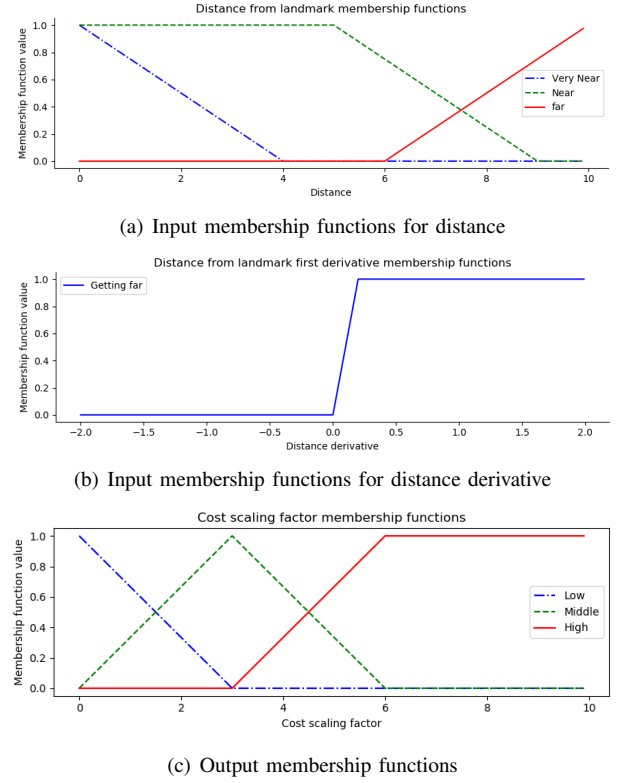 Distance from landmark membership functions
Membership function value
1.0
0.8
0.6
0.4
0.2
0.0
Very Near
Near
far
0 2 4 6 8 10
Distance
(a) Input membership functions for distance
Distance from landmark first derivative membership functions
Membership function value
1.0
0.8
0.6
0.4
0.2
0.0
Getting far
−2.0 −1.5 −1.0 −0.5 0.0 0.5 1.0 1.5 2.0
Distance derivative
(b) Input membership functions for distance derivative
Cost scaling factor membership functions
Membership function value
1.0
0.8
0.6
0.4
0.2
0.0
Low
Middle
High
0 2 4 6 8 10
Cost scaling factor
(c) Output membership functions